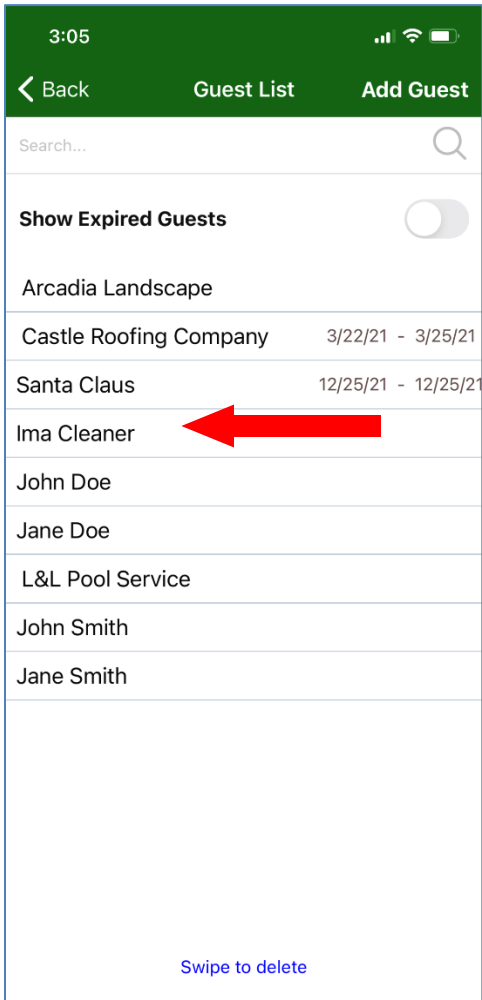 3:05
Back Guest List Add Guest
Search...
Show Expired Guests
Arcadia Landscape
Castle Roofing Company 3/22/21 - 3/25/21
Santa Claus 12/25/21 - 12/25/21
Ima Cleaner
John Doe
Jane Doe
L&L Pool Service
John Smith
Jane Smith
Swipe to delete